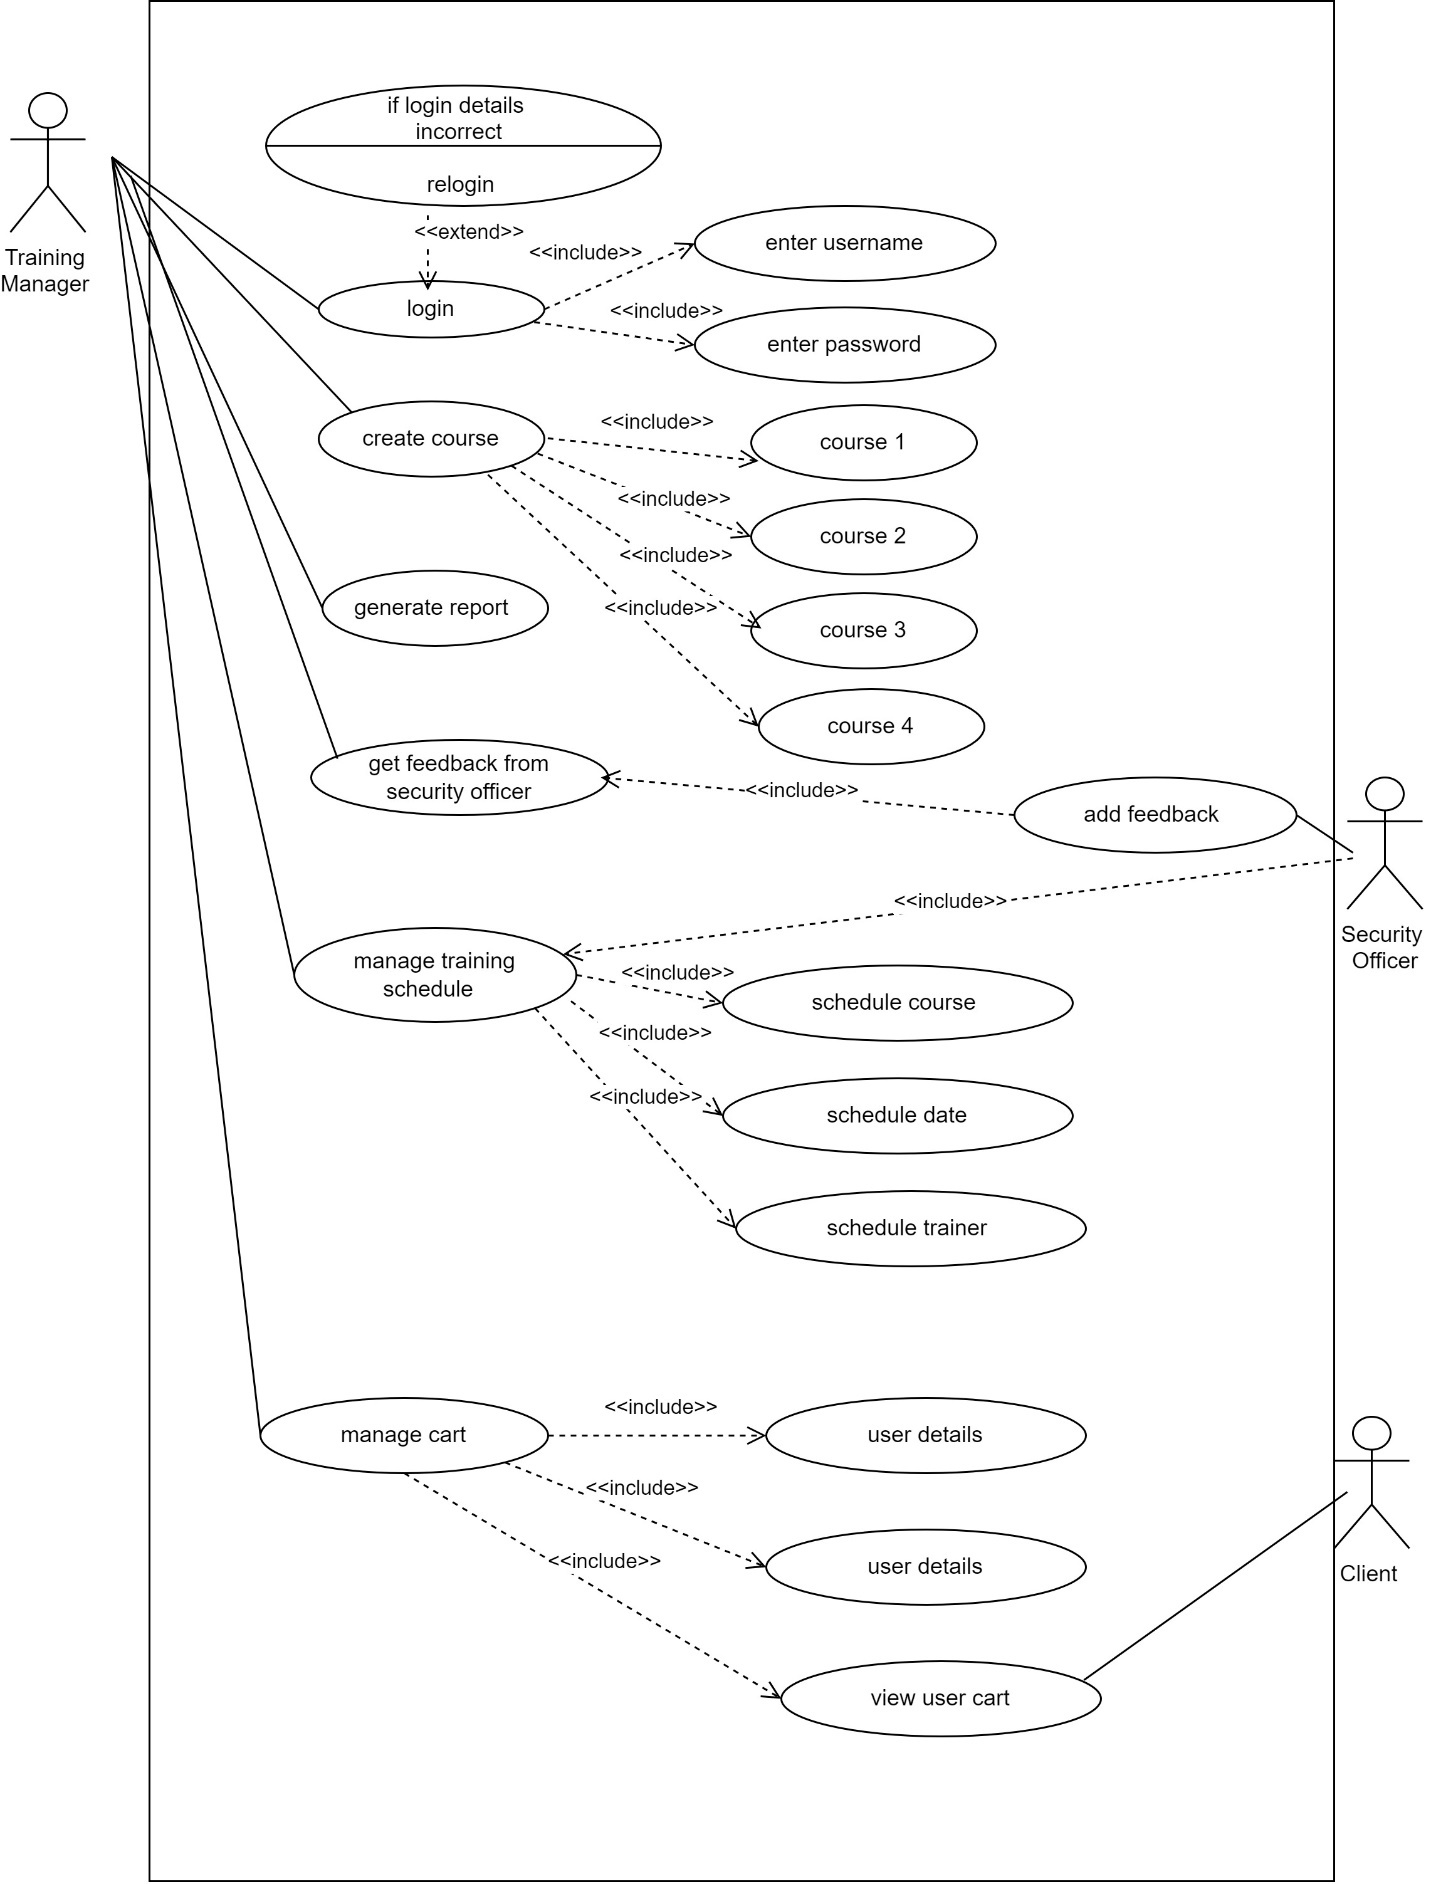 if login details
incorrect
relogin
Training
Manager
<<extend>>
<<include>>
enter username
login
<<include>>
enter password
create course
<<include>>
course 1
<<include>>
course 2
<<include>>
generate report
<<include>>
course 3
course 4
get feedback from
security officer
<<include>>
add feedback
<<include>>
Security
Officer
manage training
schedule
<<include>>
schedule course
<<include>>
<<include>>
schedule date
schedule trainer
manage cart
<<include>>
user details
<<include>>
user details
<<include>>
Client
view user cart